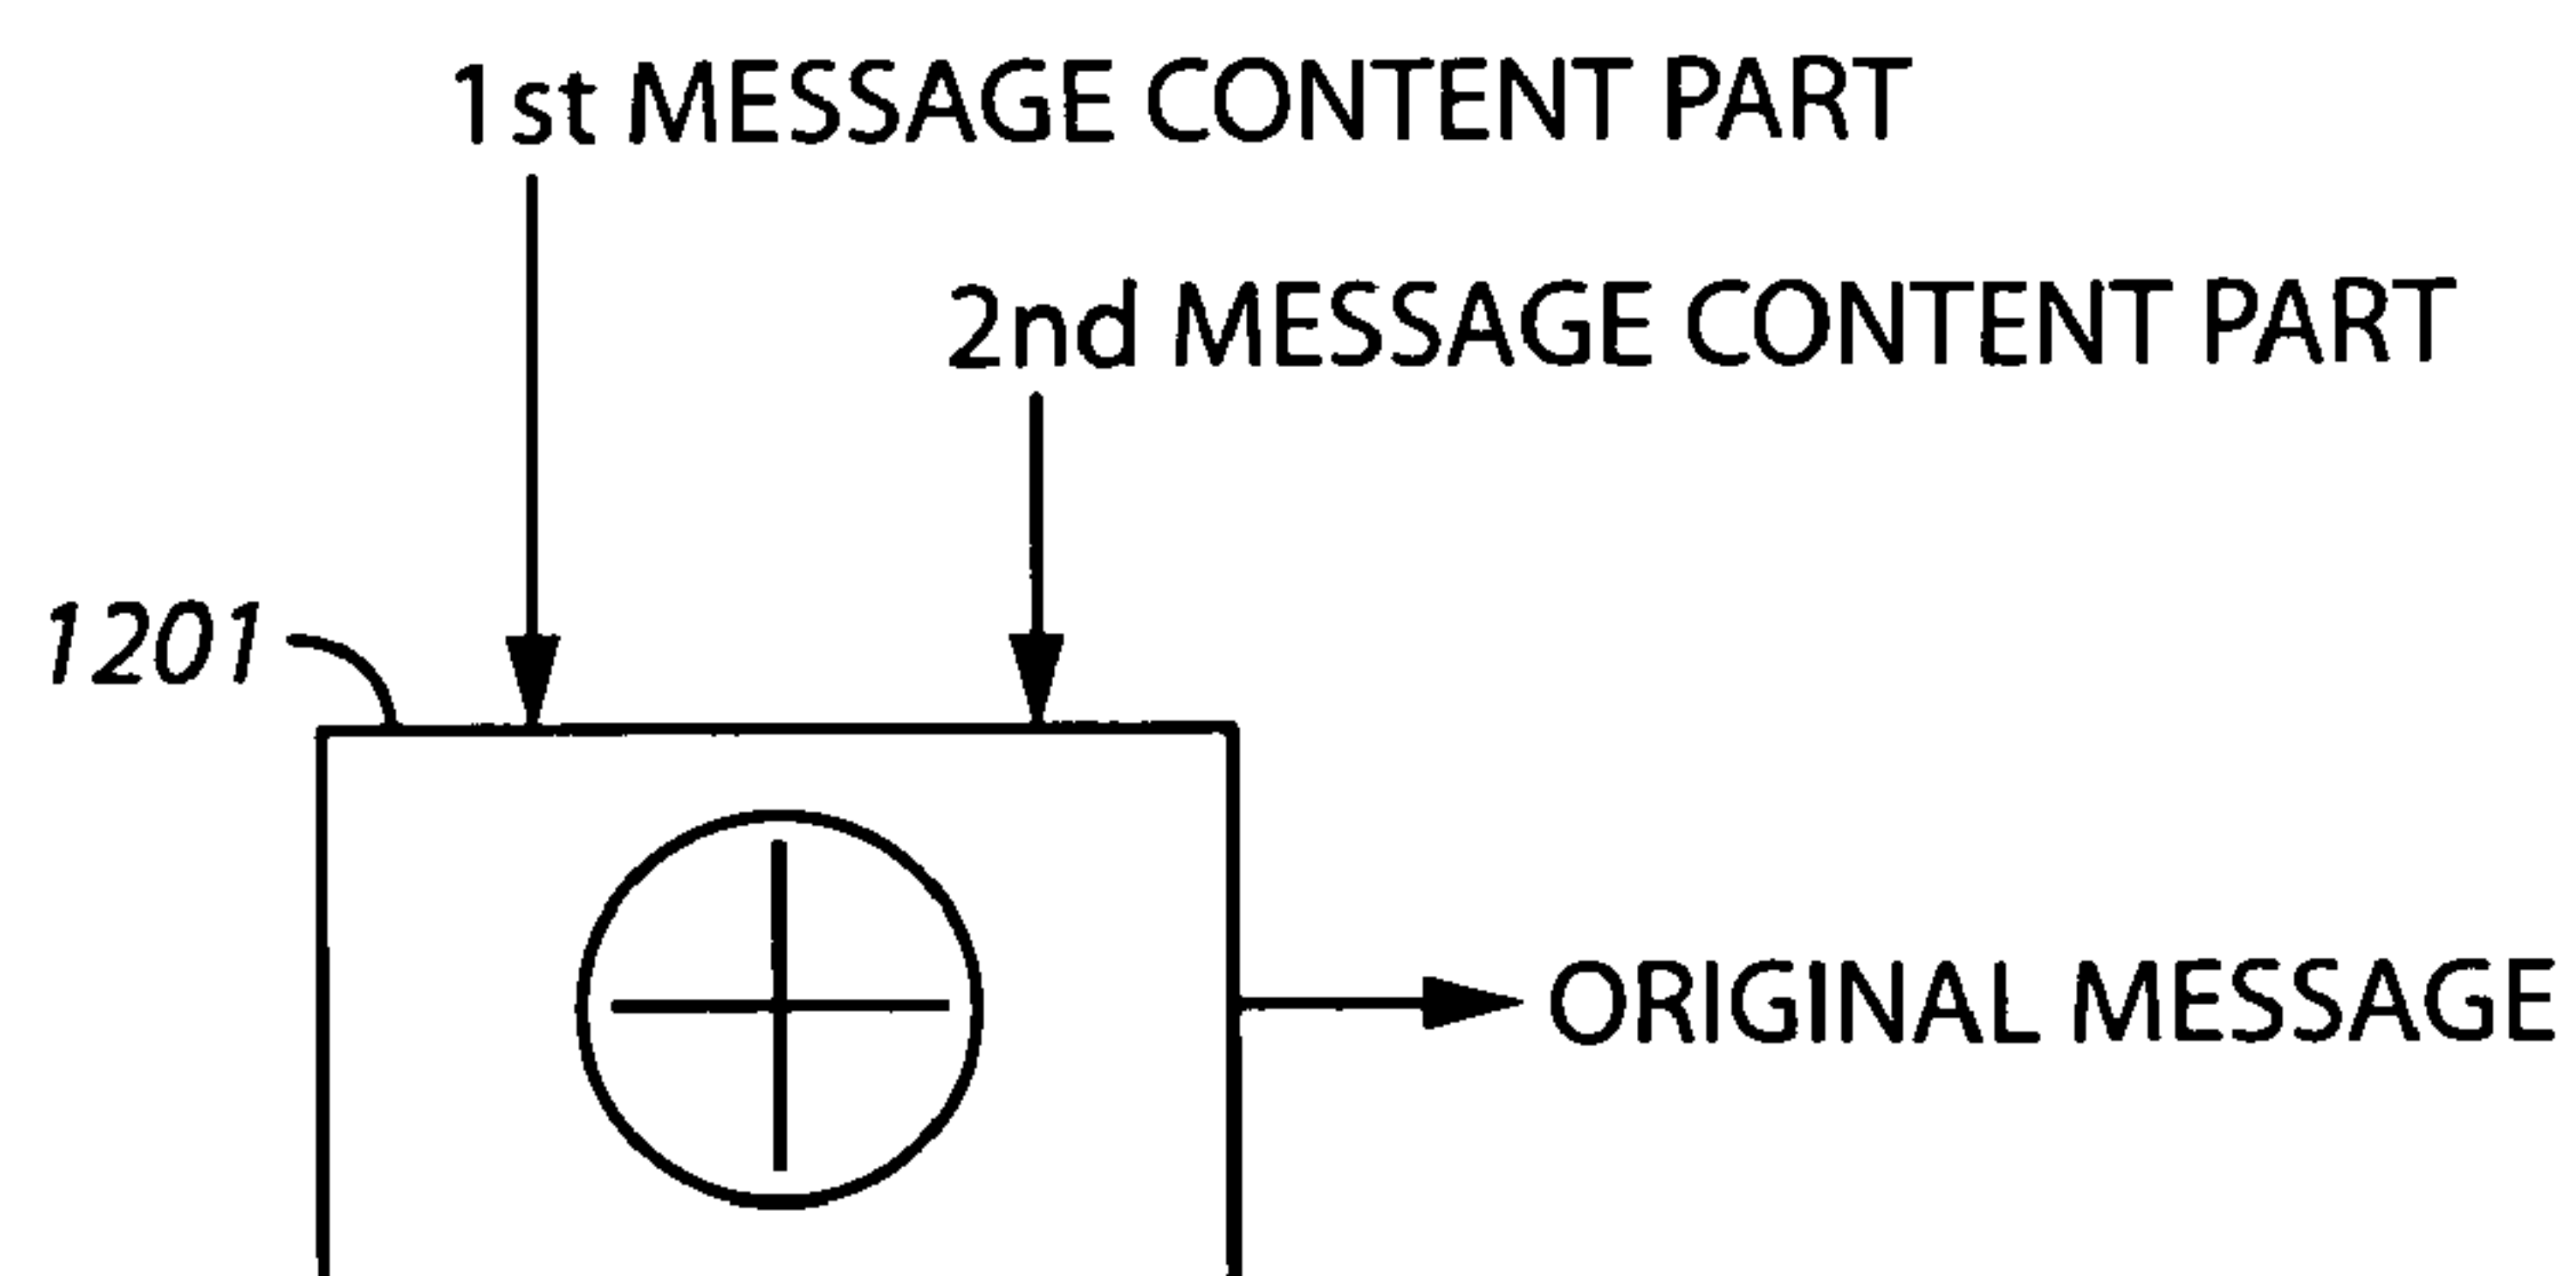 1st MESSAGE CONTENT PART
2nd MESSAGE CONTENT PART
1201
ORIGINAL MESSAGE